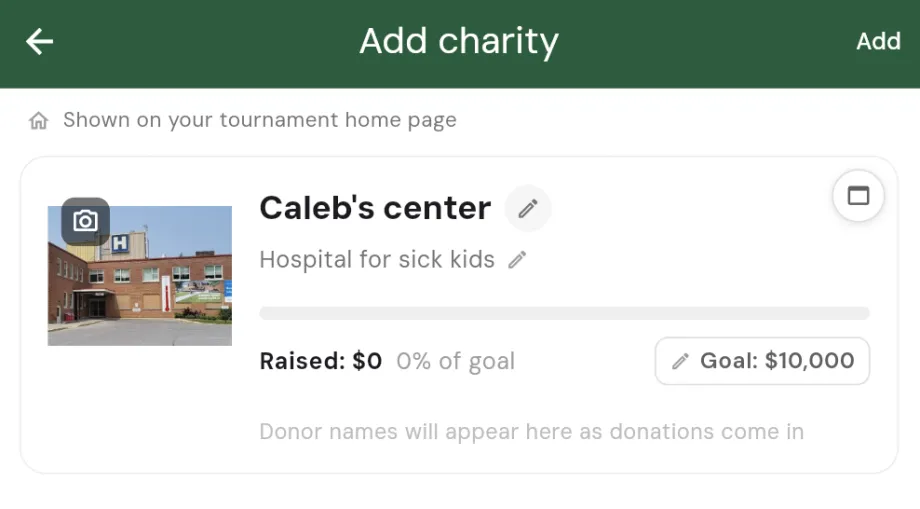 Add charity
Add
Shown on your tournament home page
H
Caleb's center
Hospital for sick kids
Raised: $0 0% of goal
Goal: $10,000
Donor names will appear here as donations come in